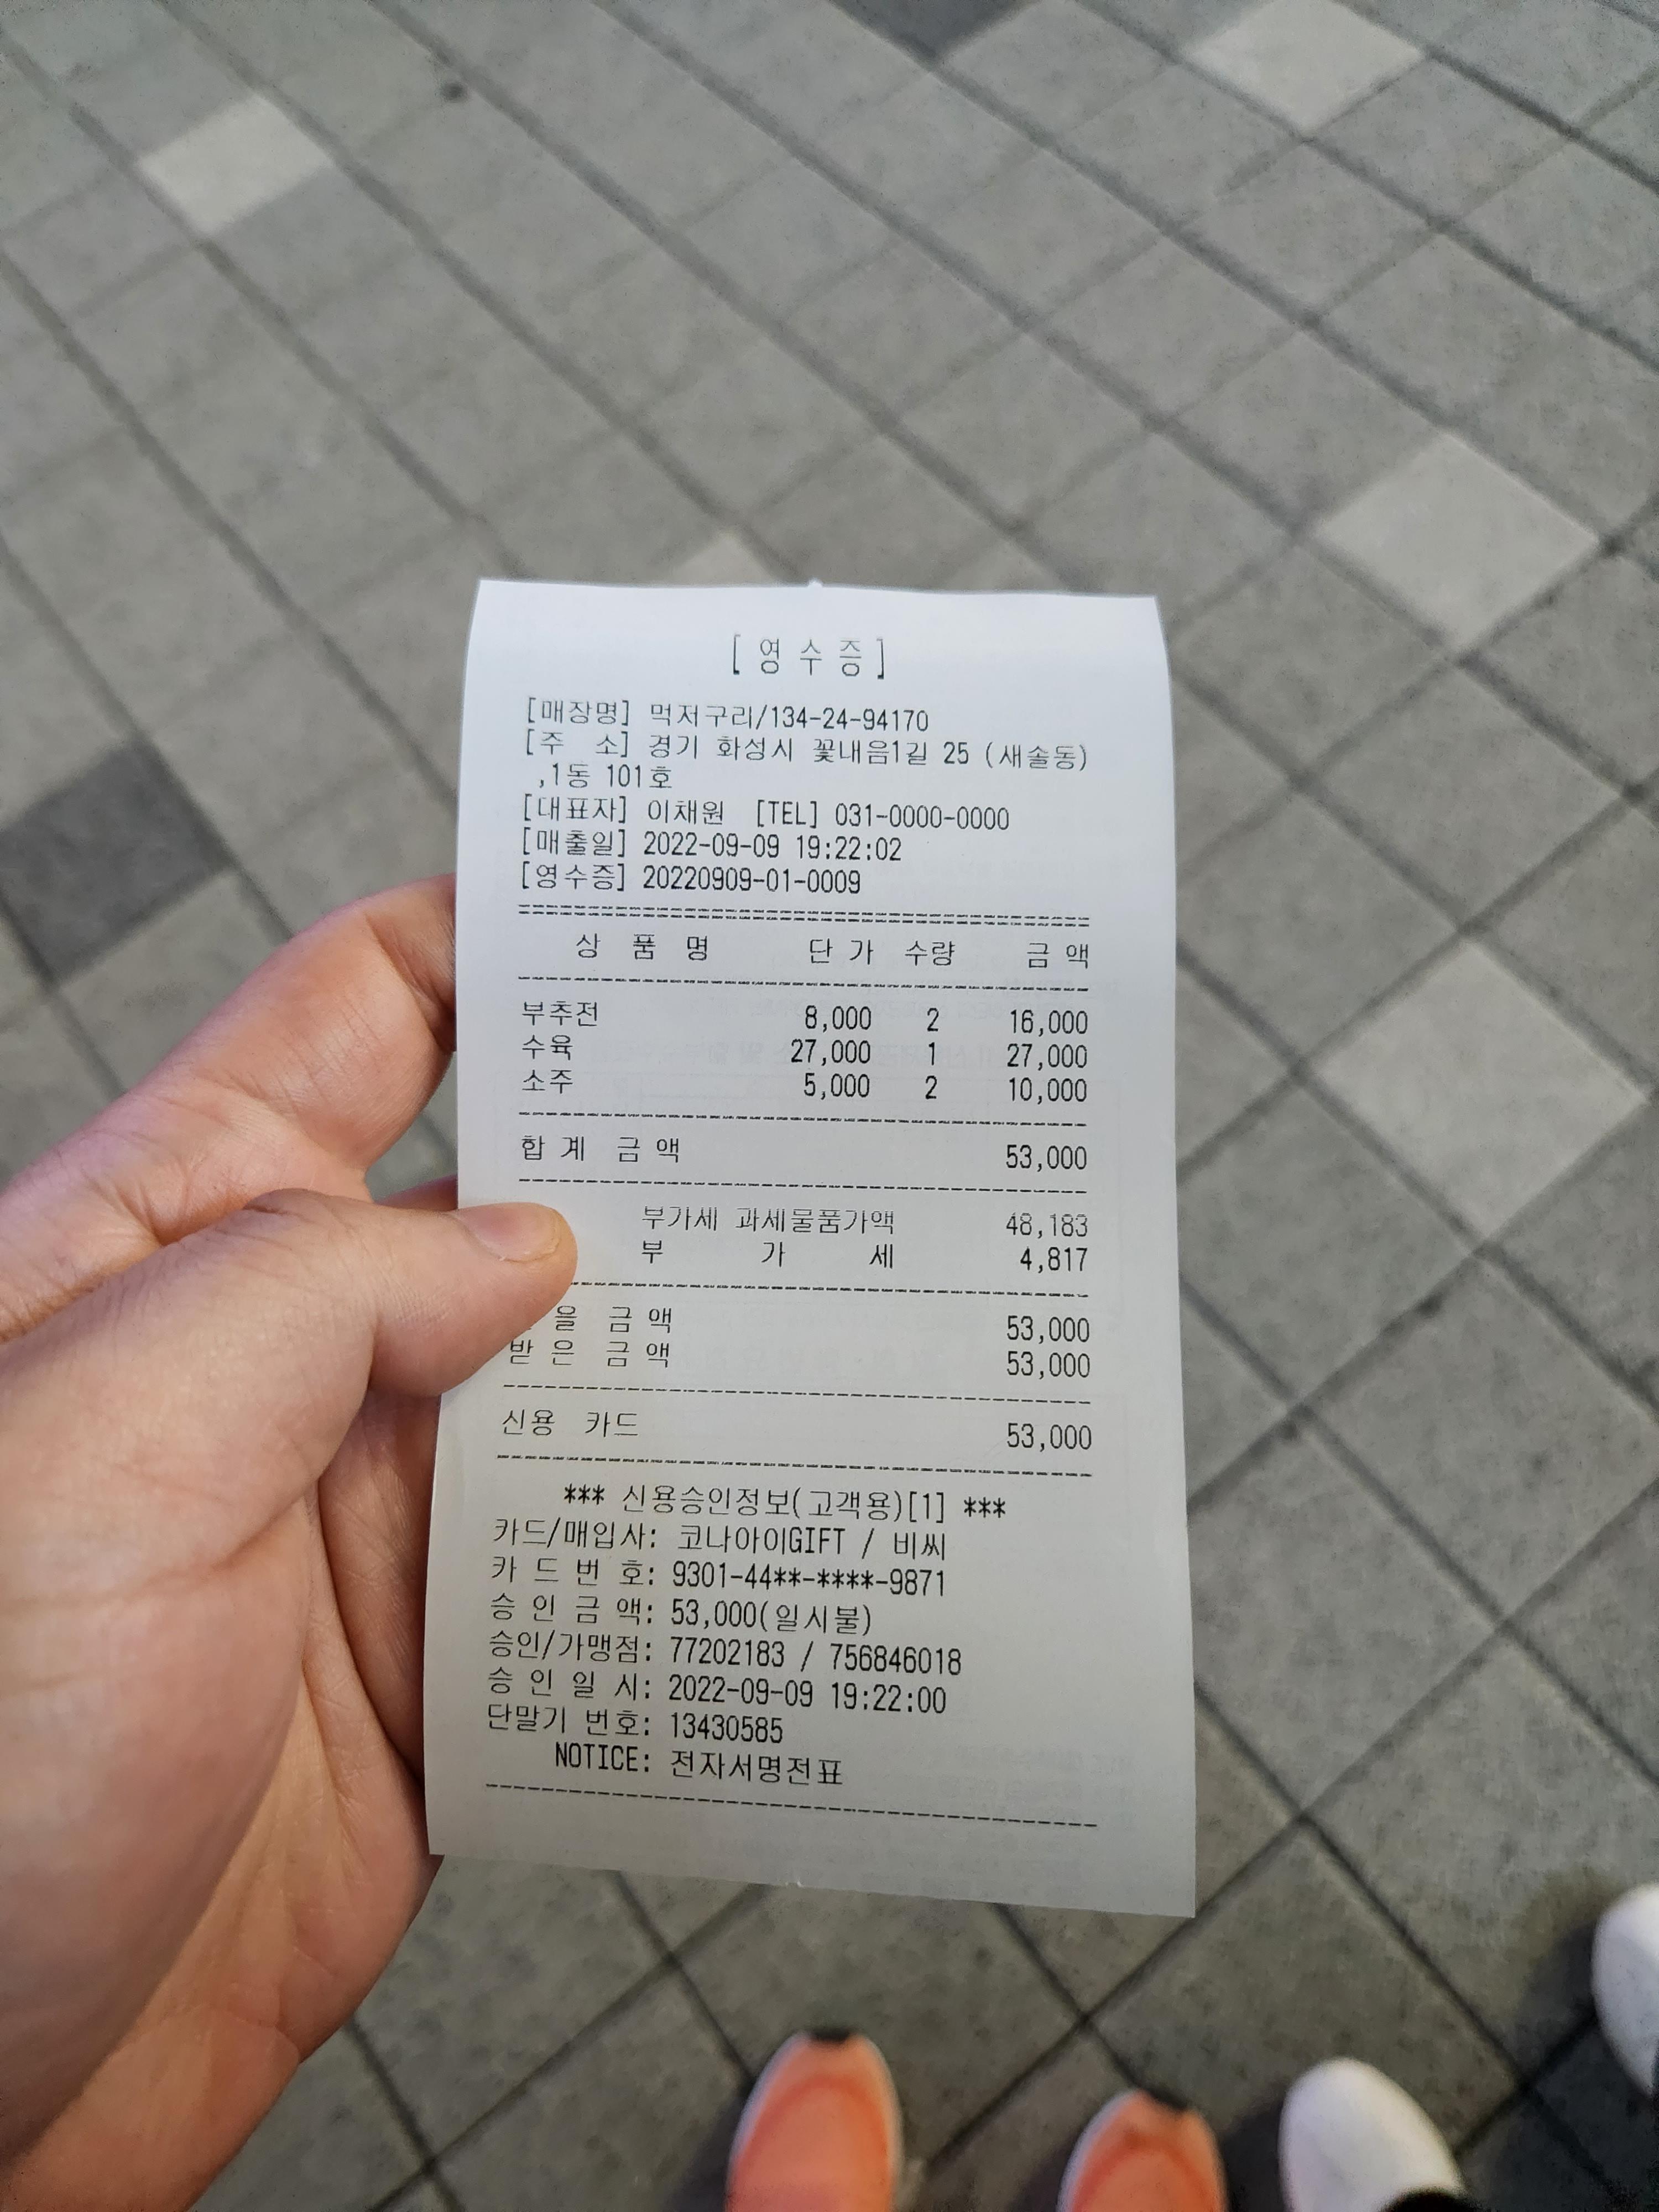 [영수증]
[매장명] 먹저구리/134-24-94170
[주 소] 경기 화성시 꽃내음1길 25 (새솔동)
,1동 101호
[대표자] 이채원 [TEL] 031-0000-0000
[매출일] 2022-09-09 19:22:02
[영수증] 20220909-01-0009
상 품 명 단 가 수량 금 액
부추전 8,000 2 16,000
수육 27,000 1 27,000
소주 5,000 2 10,000
합 계 금 액 53,000
부가세 과세물품가액 48,183
부 가 세 4,817
을 금 액 53,000
받 은 금 액 53,000
신용 카드 53,000
*** 신용승인정보(고객용)[1] ***
카드/매입사: 코나아이GIFT / 비씨
카 드 번 호: 9301-44**-****-9871
승 인 금 액: 53,000(일시불)
승인/가맹점: 77202183 / 756846018
승 인 일 시: 2022-09-09 19:22:00
단말기 번호: 13430585
NOTICE: 전자서명전표